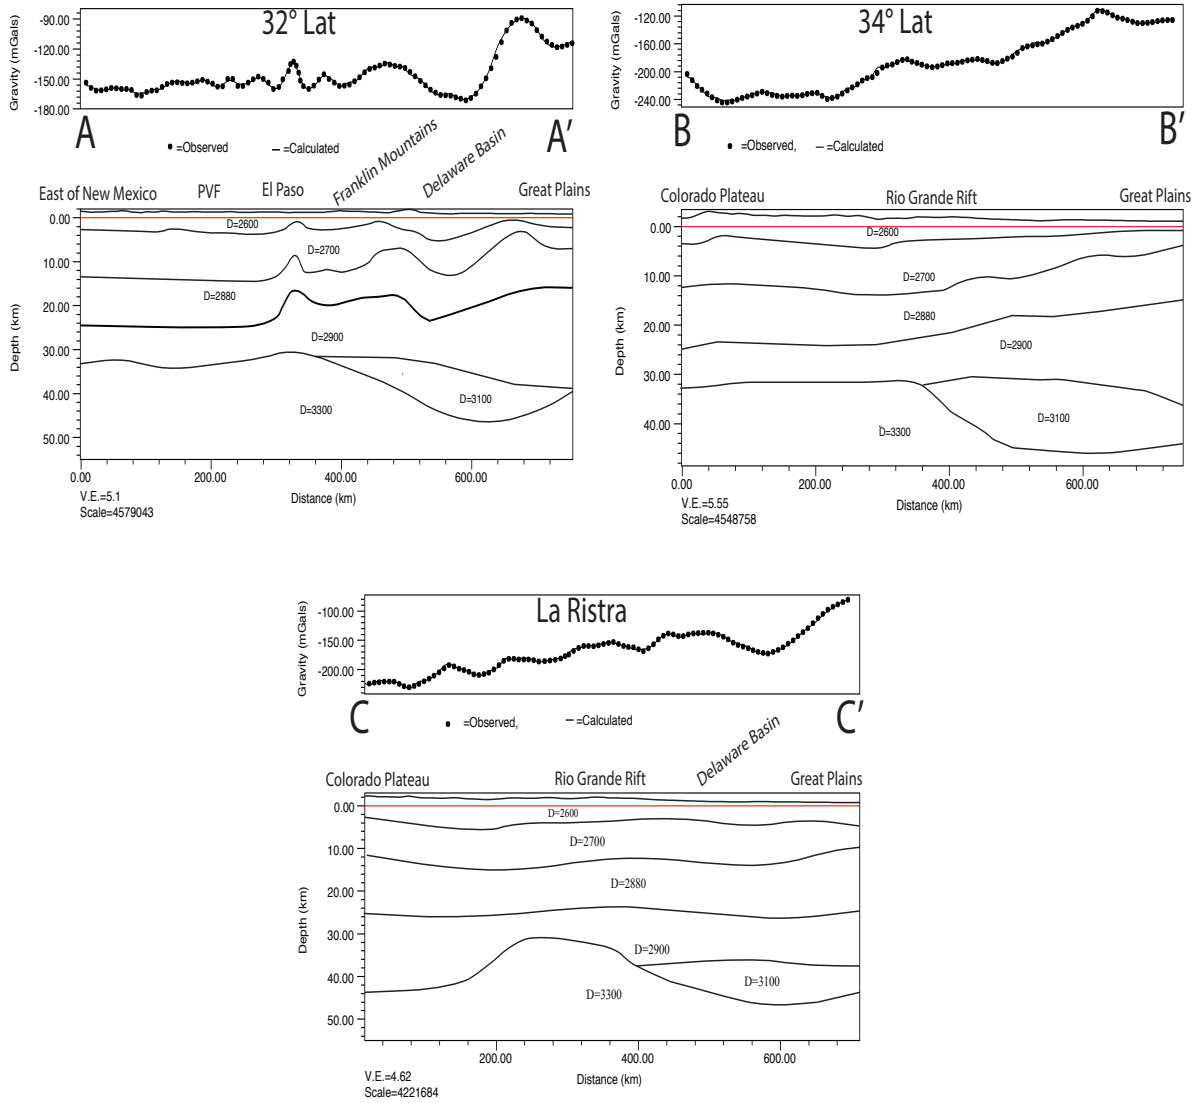 32° Lat
Gravity (mGals)
-90.00
-120.00
-150.00
-180.00
A
A'
=Observed
=Calculated
East of New Mexico
PVF
El Paso
Franklin Mountains
Delaware Basin
Great Plains
Depth (km)
0.00
10.00
20.00
30.00
40.00
50.00
D=2600
D=2700
D=2880
D=2900
D=3100
D=3300
0.00
200.00
400.00
600.00
Distance (km)
V.E.=5.1
Scale=4579043
34° Lat
Gravity (mGals)
-120.00
-160.00
-200.00
-240.00
B
B'
=Observed,
=Calculated
Colorado Plateau
Rio Grande Rift
Great Plains
Depth (km)
0.00
10.00
20.00
30.00
40.00
D=2600
D=2700
D=2880
D=2900
D=3100
D=3300
0.00
200.00
400.00
600.00
Distance (km)
V.E.=5.55
Scale=4548758
La Ristra
Gravity (mGals)
-100.00
-150.00
-200.00
C
C'
=Observed,
=Calculated
Colorado Plateau
Rio Grande Rift
Delaware Basin
Great Plains
Depth (km)
0.00
10.00
20.00
30.00
40.00
50.00
D=2600
D=2700
D=2880
D=2900
D=3100
D=3300
200.00
400.00
600.00
Distance (km)
V.E.=4.62
Scale=4221684